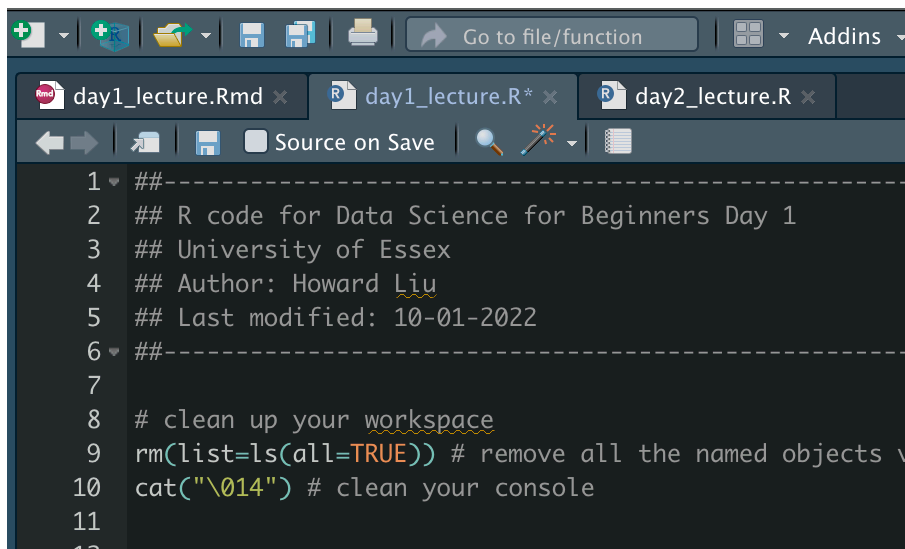 Go to file/function Addins
day1_lecture.Rmd day1_lecture.R* day2_lecture.R
Source on Save
1 ##----------------------------------------------------
2 ## R code for Data Science for Beginners Day 1
3 ## University of Essex
4 ## Author: Howard Liu
5 ## Last modified: 10-01-2022
6 ##----------------------------------------------------
7
8 # clean up your workspace
9 rm(list=ls(all=TRUE)) # remove all the named objects
10 cat("\014") # clean your console
11